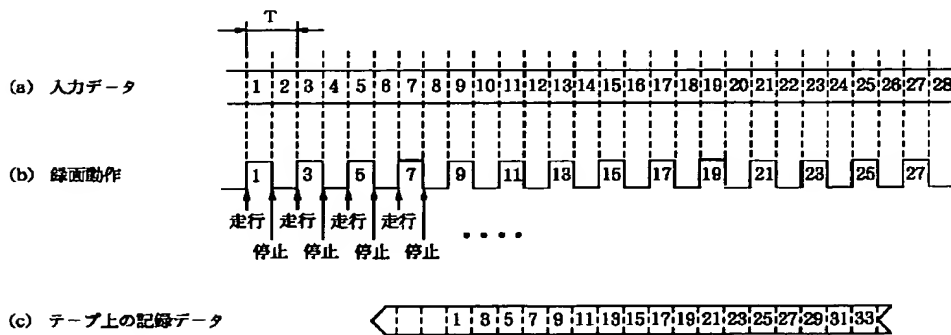 T
(a) 入力データ 1 2 3 4 5 6 7 8 9 10 11 12 13 14 15 16 17 18 19 20 21 22 23 24 25 26 27 28
(b) 録画動作 1 3 5 7 9 11 13 15 17 19 21 23 25 27
走行 走行 走行 走行
停止 停止 停止 停止
(c) テープ上の記録データ 1 3 5 7 9 11 13 15 17 19 21 23 25 27 29 31 33